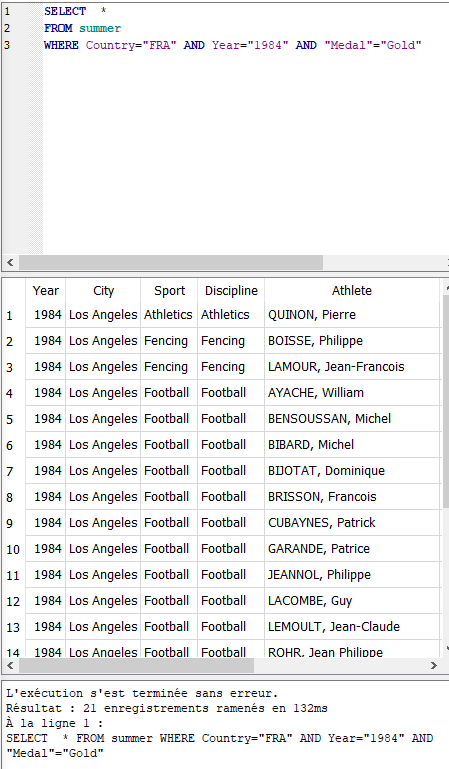 1 SELECT  *
2 FROM summer
3 WHERE Country="FRA" AND Year="1984" AND "Medal"="Gold"
Year City Sport Discipline Athlete
1 1984 Los Angeles Athletics Athletics QUINON, Pierre
2 1984 Los Angeles Fencing Fencing BOISSE, Philippe
3 1984 Los Angeles Fencing Fencing LAMOUR, Jean-Francois
4 1984 Los Angeles Football Football AYACHE, William
5 1984 Los Angeles Football Football BENSOUSSAN, Michel
6 1984 Los Angeles Football Football BIBARD, Michel
7 1984 Los Angeles Football Football BIJOTAT, Dominique
8 1984 Los Angeles Football Football BRISSON, Francois
9 1984 Los Angeles Football Football CUBAYNES, Patrick
10 1984 Los Angeles Football Football GARANDE, Patrice
11 1984 Los Angeles Football Football JEANNOL, Philippe
12 1984 Los Angeles Football Football LACOMBE, Guy
13 1984 Los Angeles Football Football LEMOULT, Jean-Claude
14 1984 Los Angeles Football Football ROHR, Jean Philippe
L'exécution s'est terminée sans erreur.
Résultat : 21 enregistrements ramenés en 132ms
À la ligne 1 :
SELECT  * FROM summer WHERE Country="FRA" AND Year="1984" AND
"Medal"="Gold"